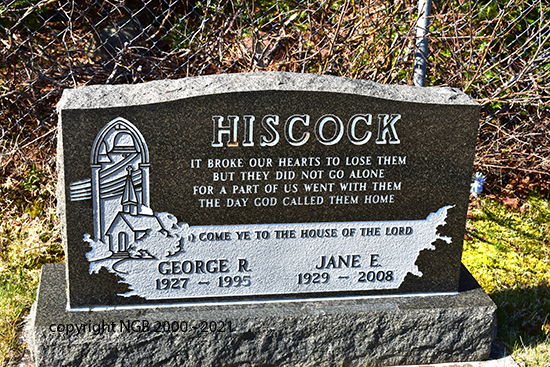 HISCOCK
IT BROKE OUR HEARTS TO LOSE THEM
BUT THEY DID NOT GO ALONE
FOR A PART OF US WENT WITH THEM
THE DAY GOD CALLED THEM HOME
COME YE TO THE HOUSE OF THE LORD
GEORGE R. JANE E.
1927 – 1995 1929 – 2008
copyright NGB 2000 - 2021